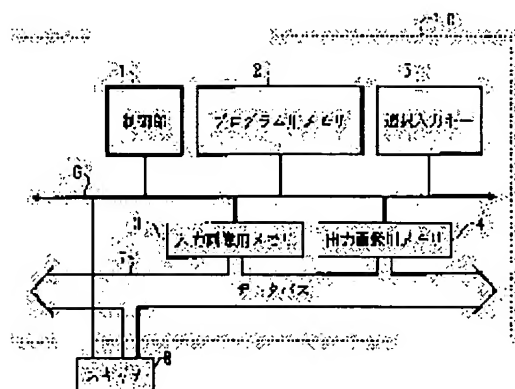 1
2
3
制御部
プログラム用メモリ
選択入力キー
6
入力画像用メモリ
出力画像用メモリ
4
5
データバス
8
スキャナ